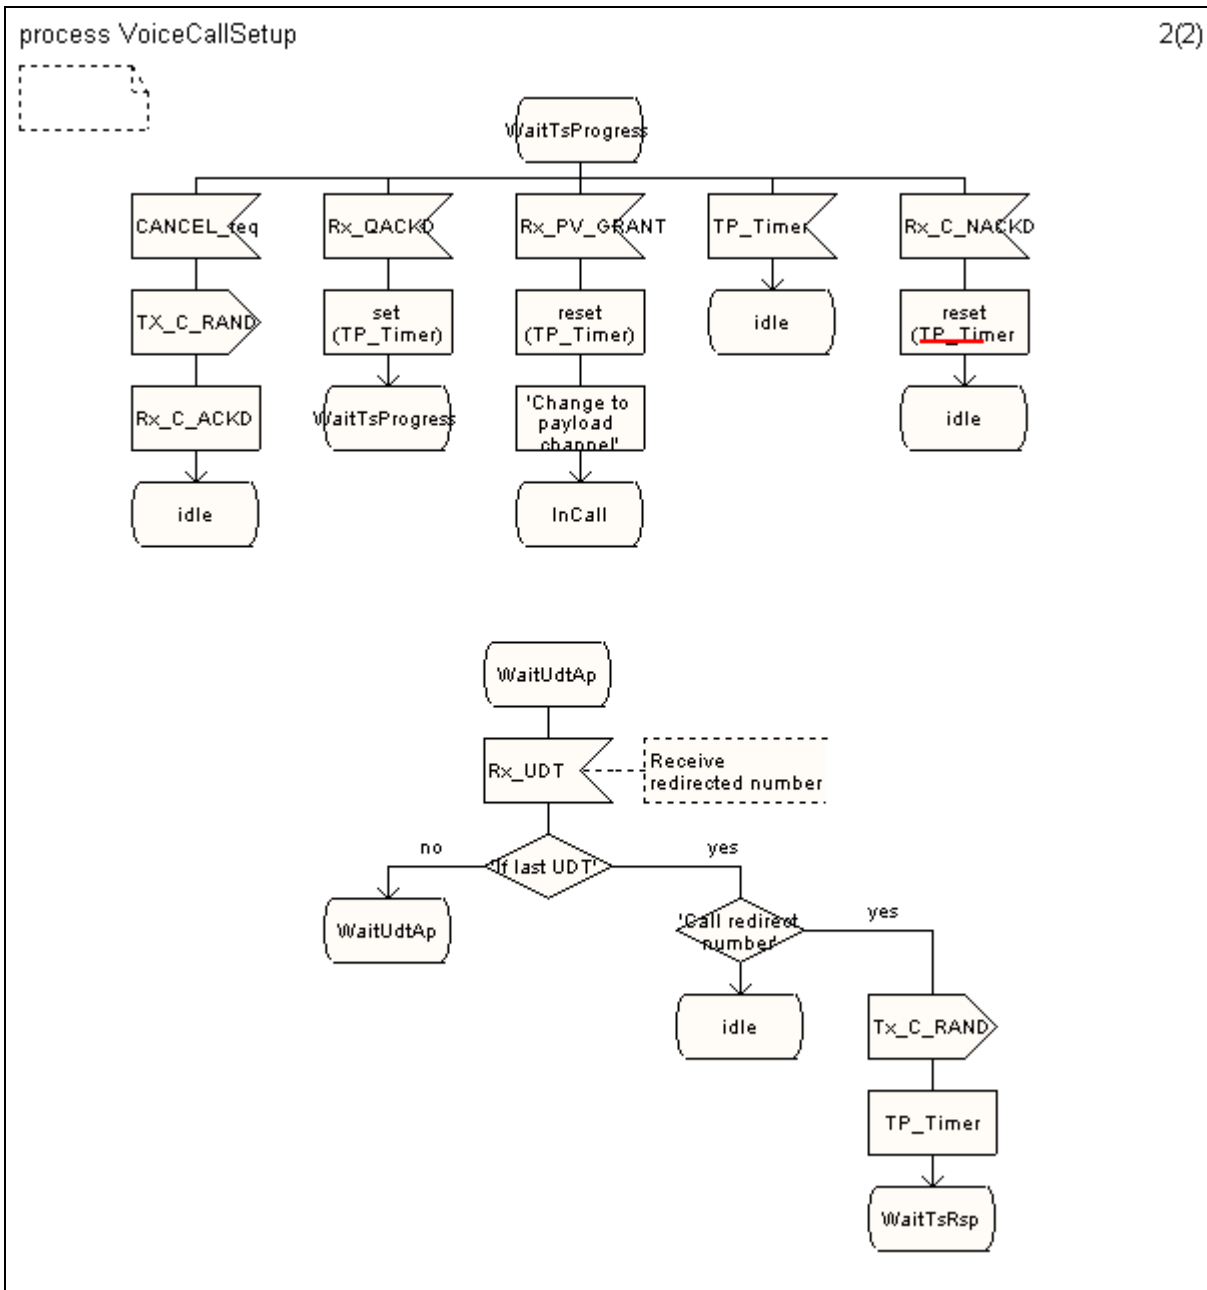 process VoiceCallSetup
2(2)
WaitTsProgress
CANCEL_req
Rx_QACKD
Rx_PV_GRANT
TP_Timer
Rx_C_NACKD
TX_C_RAND
set
(TP_Timer)
reset
(TP_Timer)
idle
reset
(TP_Timer
Rx_C_ACKD
WaitTsProgress
'Change to
payload
channel'
idle
idle
InCall
WaitUdtAp
Rx_UDT
Receive
redirected number
no
'If last UDT'
yes
WaitUdtAp
'Call redirect
number'
yes
idle
Tx_C_RAND
TP_Timer
WaitTsRsp